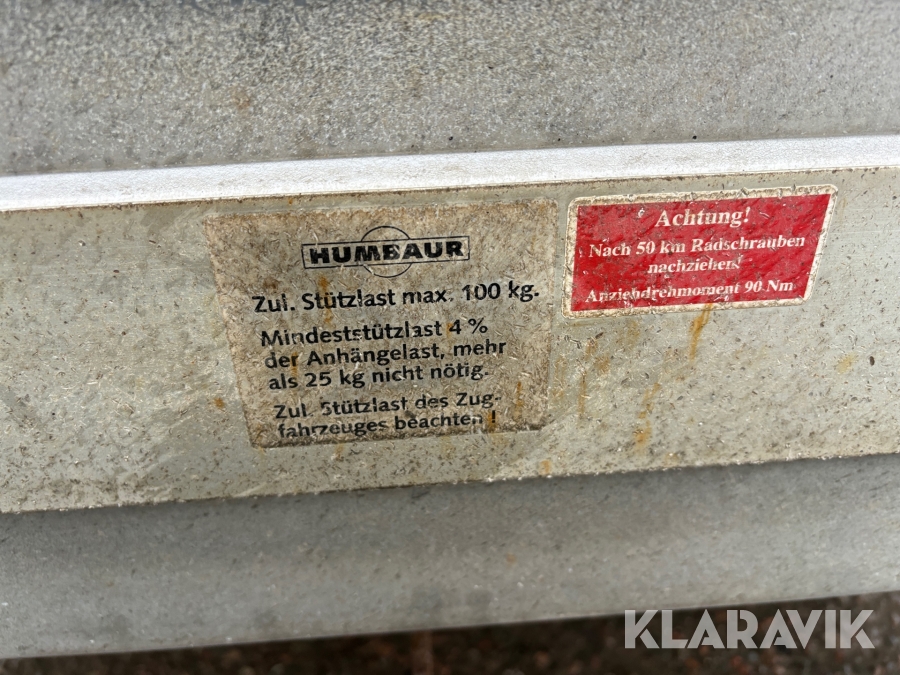 HUMBAUR
Zul. Stützlast max. 100 kg.
Mindeststützlast 4 %
der Anhängelast, mehr
als 25 kg nicht nötig.
Zul. Stützlast des Zug-
fahrzeuges beachten !
Achtung!
Nach 50 km Radschrauben
nachziehen!
Anziehdrehmoment 90 Nm
KLARAVIK